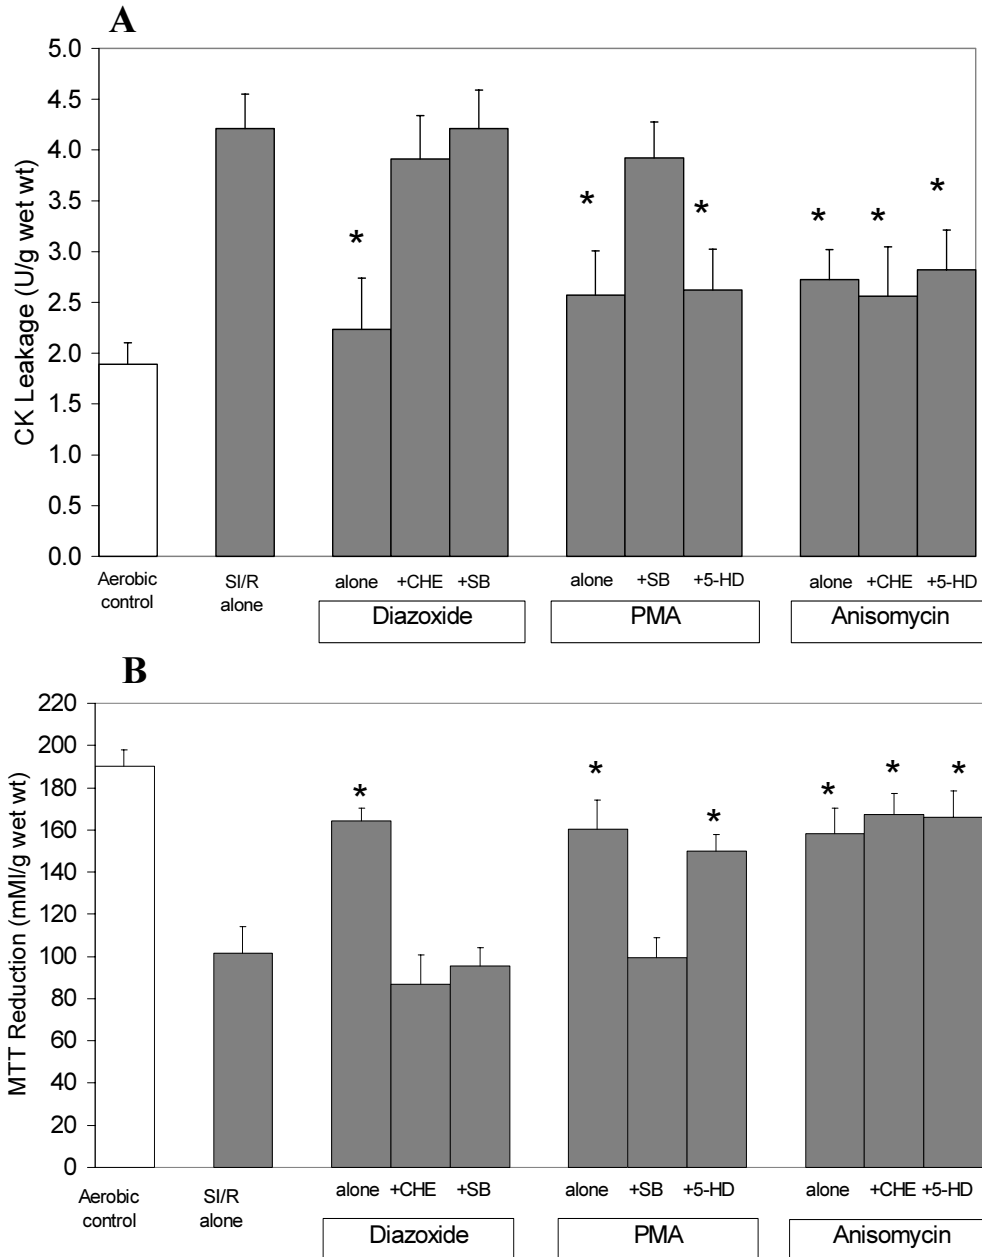 A
CK Leakage (U/g wet wt)
5.0
4.5
4.0
3.5
3.0
2.5
2.0
1.5
1.0
0.5
0.0
*
*
*
*
*
*
Aerobic
control
SI/R
alone
alone +CHE +SB
alone +SB +5-HD
alone +CHE +5-HD
Diazoxide
PMA
Anisomycin
B
MTT Reduction (mMl/g wet wt)
220
200
180
160
140
120
100
80
60
40
20
0
*
*
*
*
*
*
Aerobic
control
SI/R
alone
alone +CHE +SB
alone +SB +5-HD
alone +CHE +5-HD
Diazoxide
PMA
Anisomycin